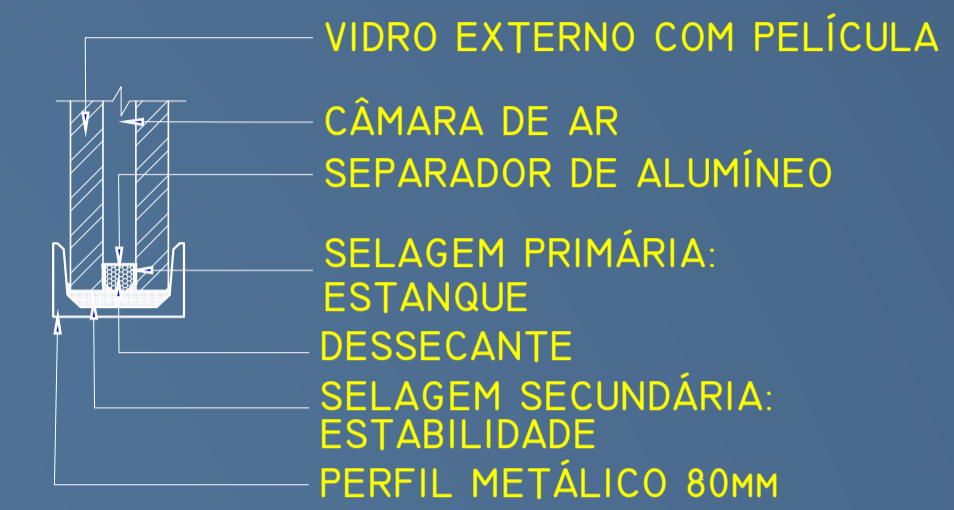 VIDRO EXTERNO COM PELÍCULA
CÂMARA DE AR
SEPARADOR DE ALUMÍNEO
SELAGEM PRIMÁRIA:
ESTANQUE
DESSECANTE
SELAGEM SECUNDÁRIA:
ESTABILIDADE
PERFIL METÁLICO 80MM